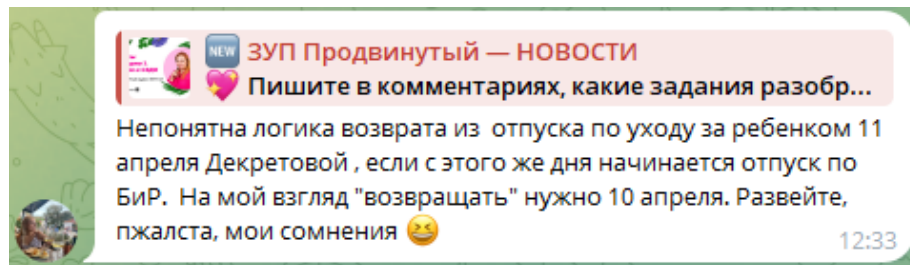 NEW ЗУП Продвинутый — НОВОСТИ
Пишите в комментариях, какие задания разобр...
Непонятна логика возврата из отпуска по уходу за ребенком 11
апреля Декретовой , если с этого же дня начинается отпуск по
БиР. На мой взгляд "возвращать" нужно 10 апреля. Развейте,
пжалста, мои сомнения 😆
12:33